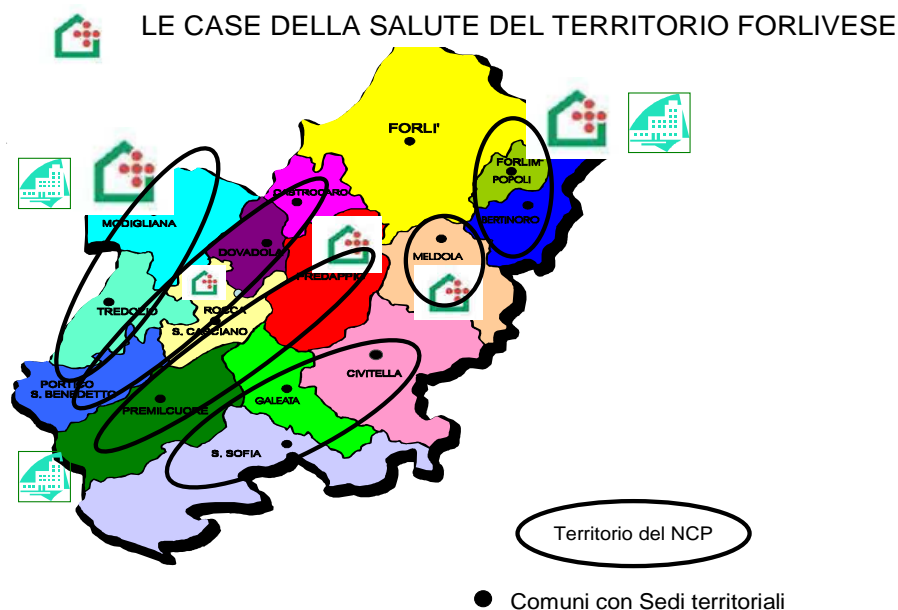 LE CASE DELLA SALUTE DEL TERRITORIO FORLIVESE
FORLI'
FORLIM
POPOLI
CASTROCARO
BERTINORO
MODIGLIANA
DOVADOLA
MELDOLA
PREDAPPIO
TREDOZIO
ROCCA
S. CASCIANO
CIVITELLA
PORTICO
S. BENEDETTO
PREMILCUORE
GALEATA
S. SOFIA
Territorio del NCP
Comuni con Sedi territoriali